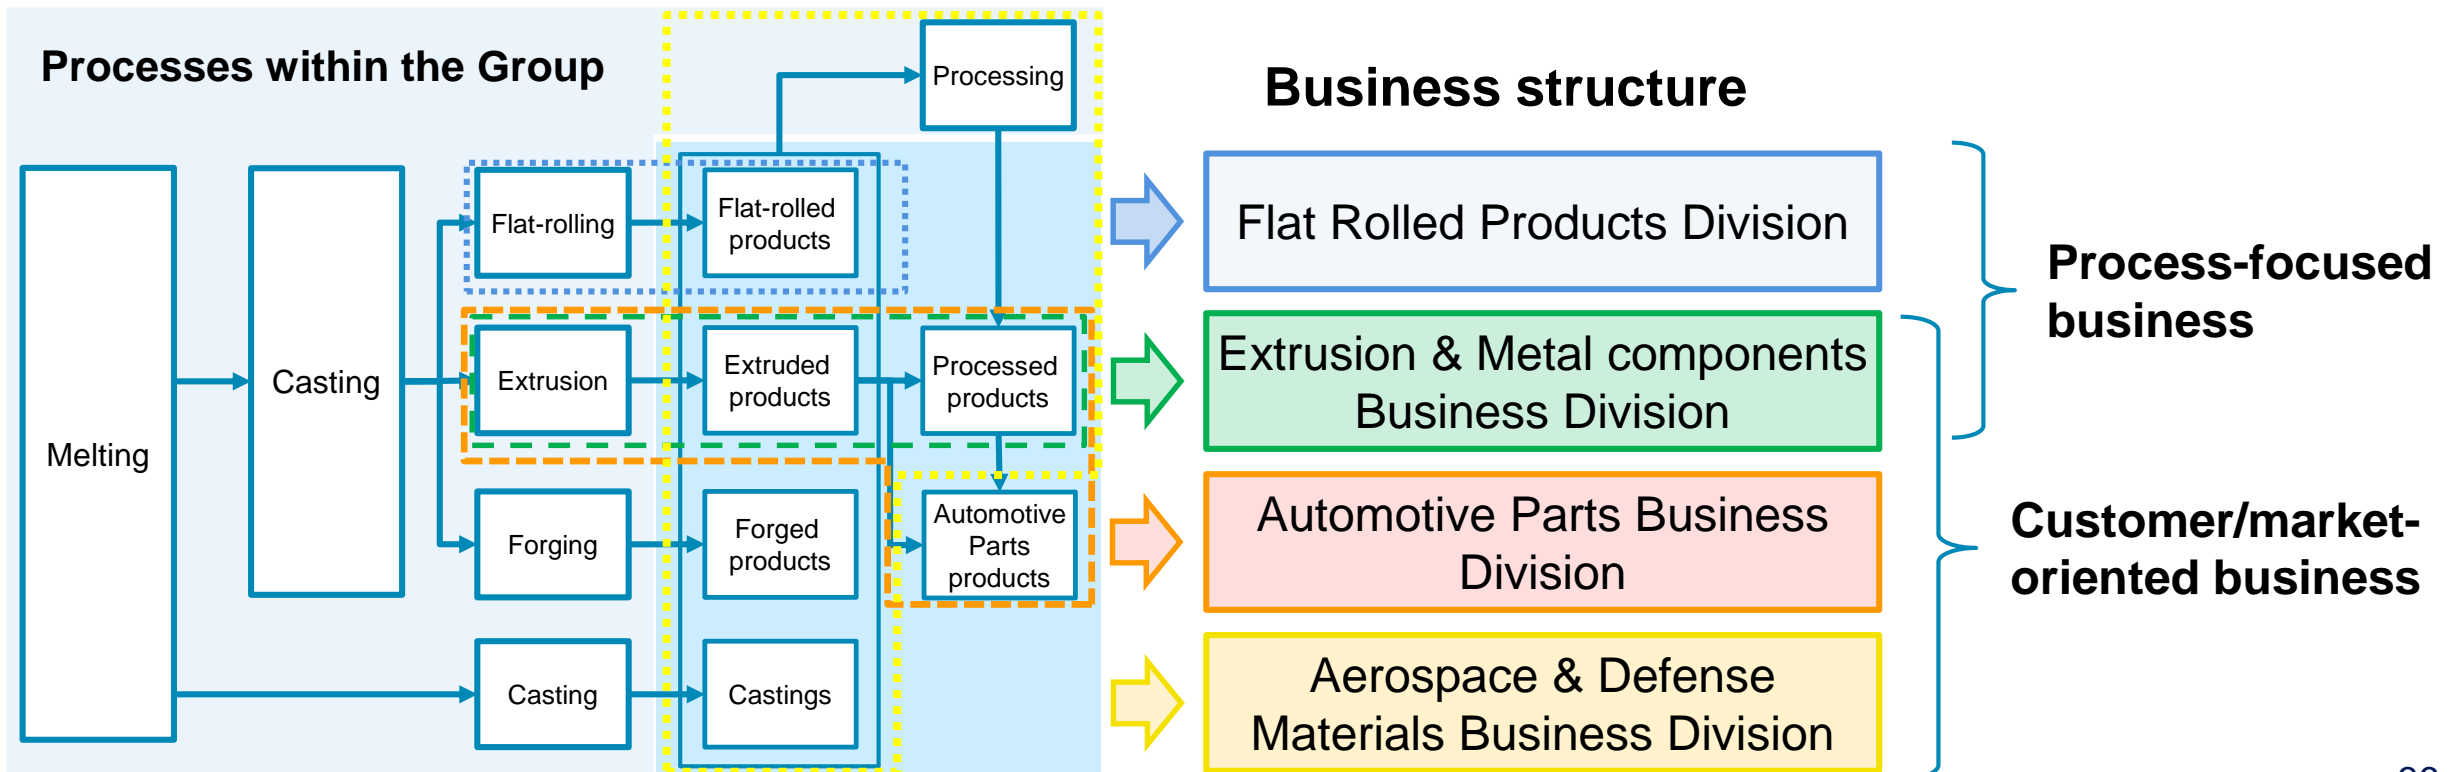 Processes within the Group
Processing
Business structure
Melting
Casting
Flat-rolling
Flat-rolled
products
Flat Rolled Products Division
Process-focused
business
Extrusion
Extruded
products
Processed
products
Extrusion & Metal components
Business Division
Forging
Forged
products
Automotive
Parts
products
Automotive Parts Business
Division
Customer/market-
oriented business
Casting
Castings
Aerospace & Defense
Materials Business Division